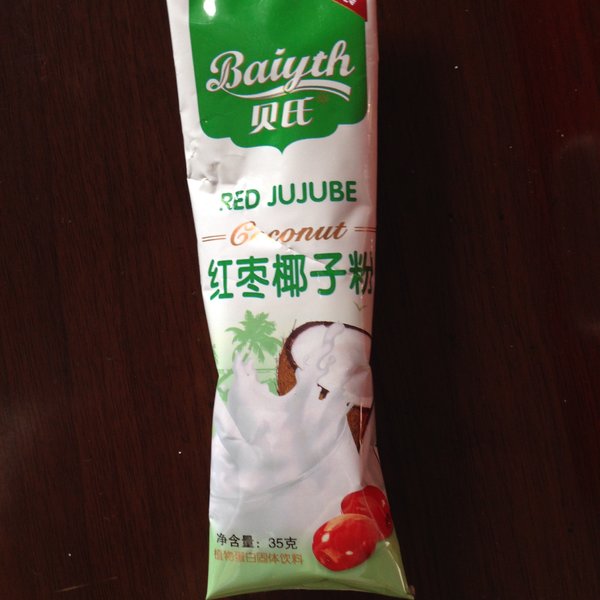 Baiyth
贝氏
RED JUJUBE
Coconut
红枣椰子粉
净含量：35克
植物蛋白固体饮料